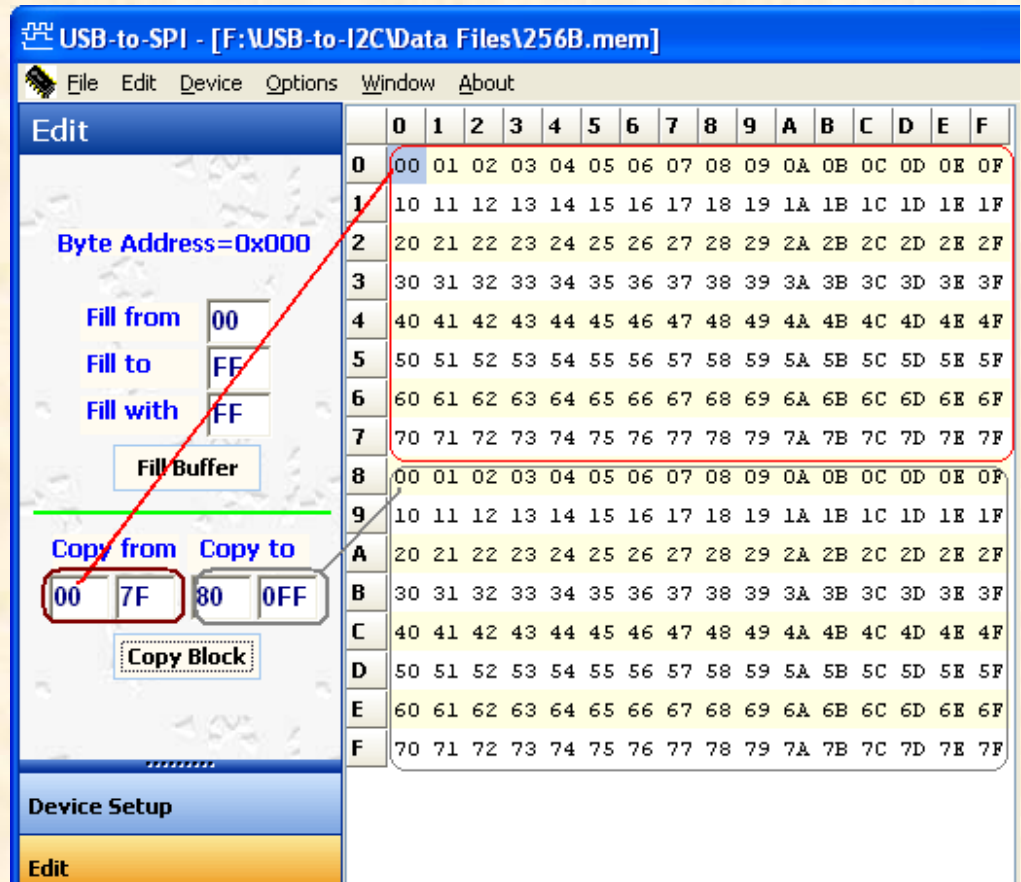 USB-to-SPI - [F:\USB-to-I2C\Data Files\256B.mem]
File Edit Device Options Window About
Edit
Byte Address=0x000
Fill from 00
Fill to FF
Fill with FF
Fill Buffer
Copy from Copy to
00 7F 80 0FF
Copy Block
Device Setup
Edit
0 1 2 3 4 5 6 7 8 9 A B C D E F
0 00 01 02 03 04 05 06 07 08 09 0A 0B 0C 0D 0E 0F
1 10 11 12 13 14 15 16 17 18 19 1A 1B 1C 1D 1E 1F
2 20 21 22 23 24 25 26 27 28 29 2A 2B 2C 2D 2E 2F
3 30 31 32 33 34 35 36 37 38 39 3A 3B 3C 3D 3E 3F
4 40 41 42 43 44 45 46 47 48 49 4A 4B 4C 4D 4E 4F
5 50 51 52 53 54 55 56 57 58 59 5A 5B 5C 5D 5E 5F
6 60 61 62 63 64 65 66 67 68 69 6A 6B 6C 6D 6E 6F
7 70 71 72 73 74 75 76 77 78 79 7A 7B 7C 7D 7E 7F
8 00 01 02 03 04 05 06 07 08 09 0A 0B 0C 0D 0E 0F
9 10 11 12 13 14 15 16 17 18 19 1A 1B 1C 1D 1E 1F
A 20 21 22 23 24 25 26 27 28 29 2A 2B 2C 2D 2E 2F
B 30 31 32 33 34 35 36 37 38 39 3A 3B 3C 3D 3E 3F
C 40 41 42 43 44 45 46 47 48 49 4A 4B 4C 4D 4E 4F
D 50 51 52 53 54 55 56 57 58 59 5A 5B 5C 5D 5E 5F
E 60 61 62 63 64 65 66 67 68 69 6A 6B 6C 6D 6E 6F
F 70 71 72 73 74 75 76 77 78 79 7A 7B 7C 7D 7E 7F